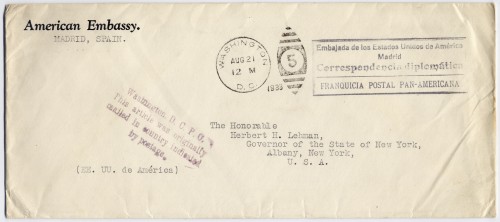 American Embassy.
MADRID, SPAIN.
WASHINGTON
AUG 21
12 M
D. C.
1939
5
Embajada de los Estados Unidos de América
Madrid
Correspondencia diplomática
FRANQUICIA POSTAL PAN-AMERICANA
Washington, D. C. P. O.
This article was originally
mailed in country indicated
by postage.
The Honorable
Herbert H. Lehman,
Governor of the State of New York,
Albany, New York,
U. S. A.
(EE. UU. de América)